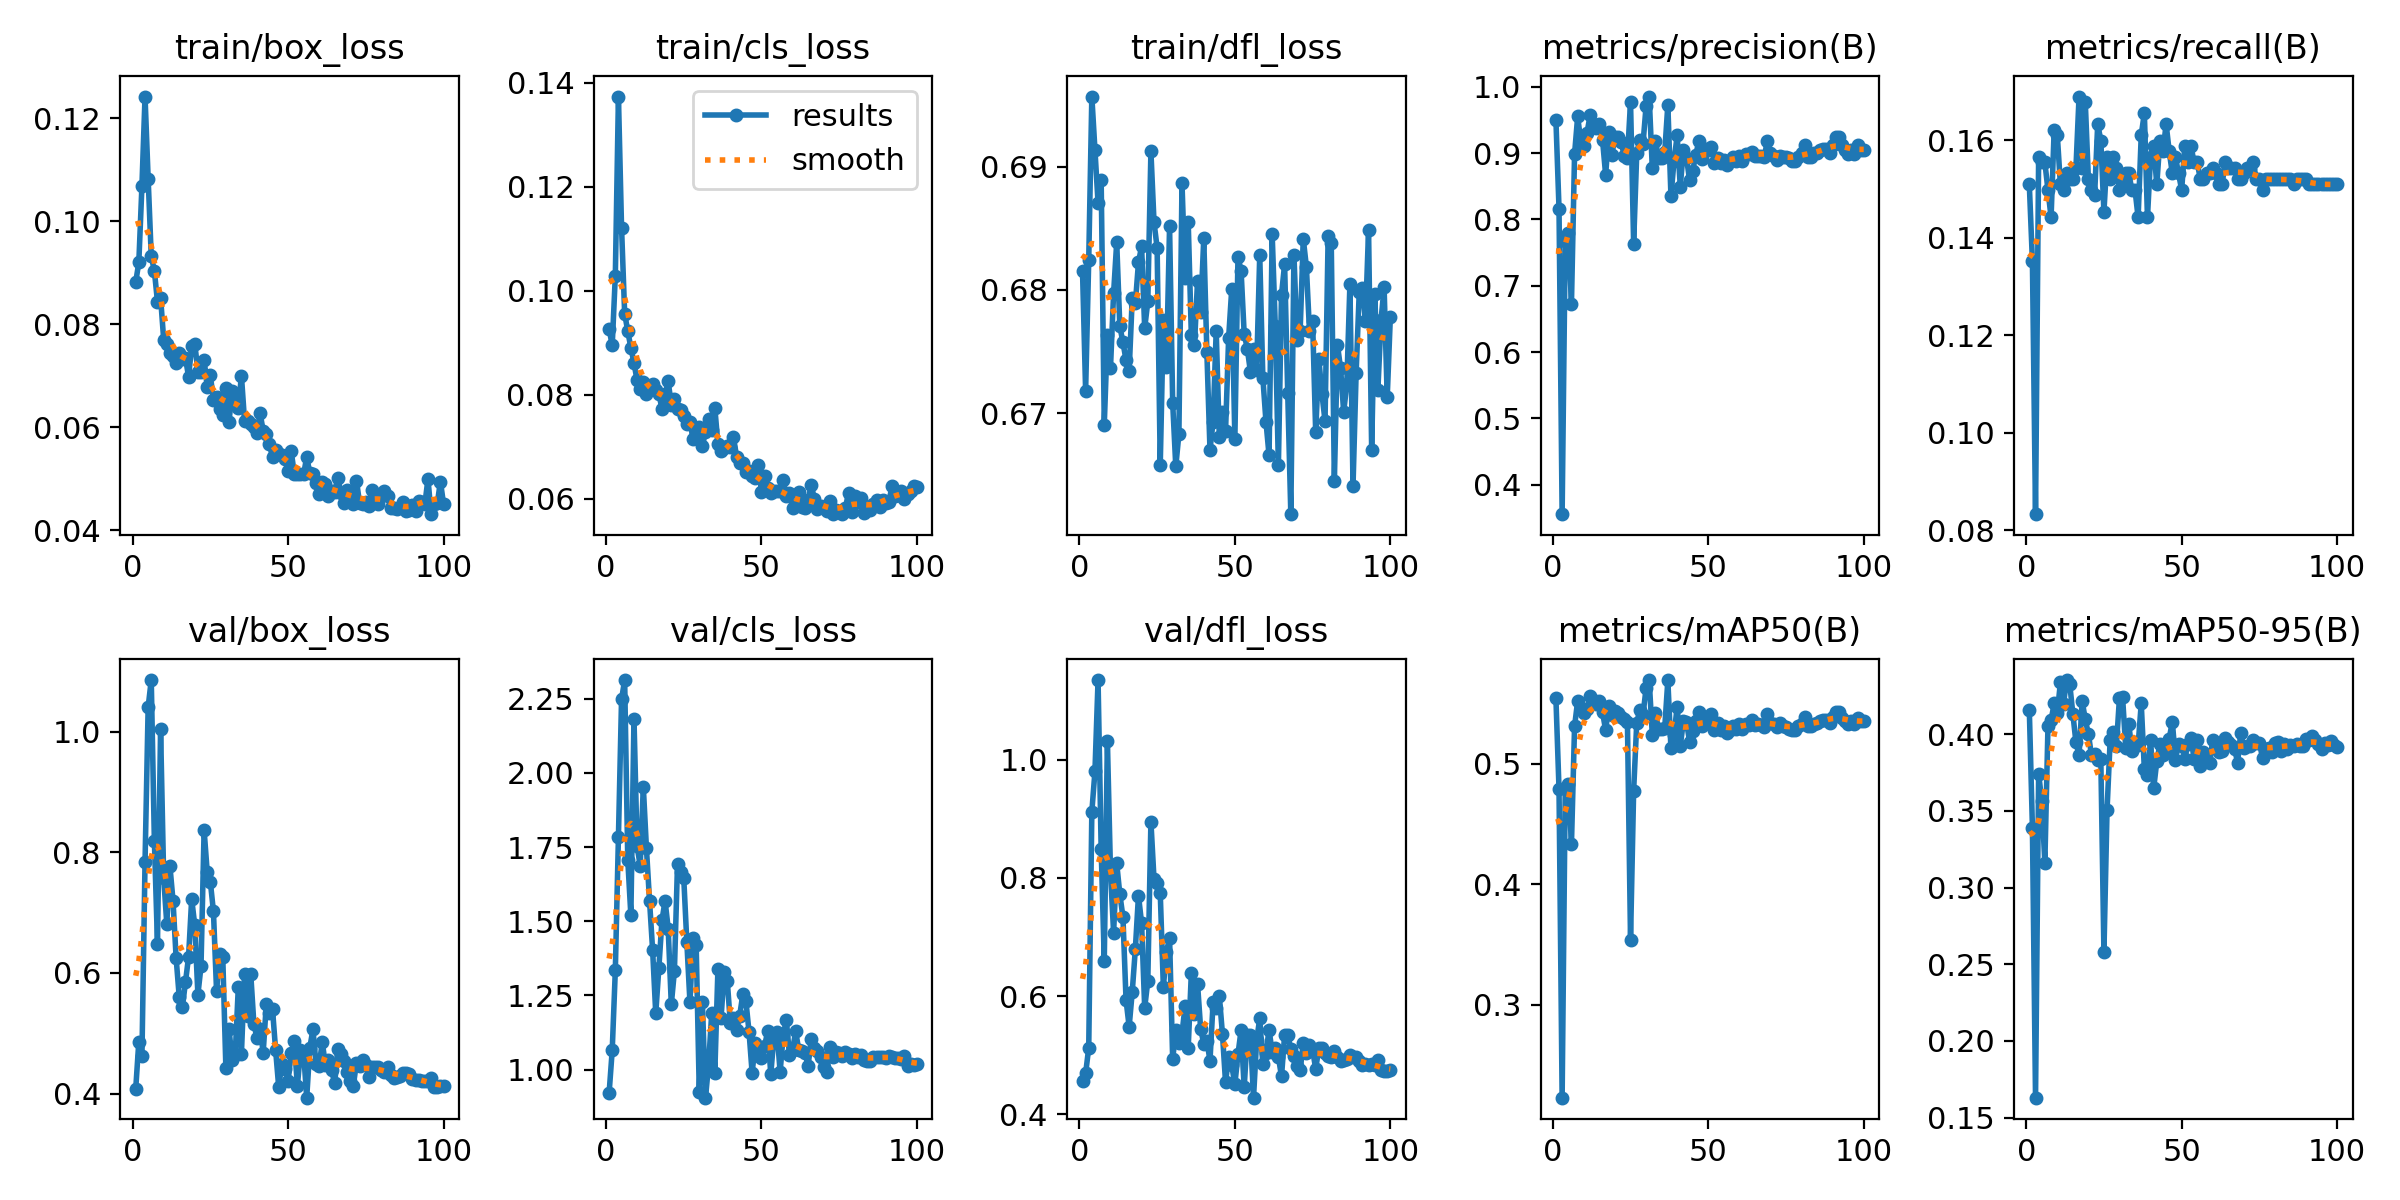 train/box_loss
0.12
0.10
0.08
0.06
0.04
0 50 100
train/cls_loss
results
smooth
0.14
0.12
0.10
0.08
0.06
0 50 100
train/dfl_loss
0.69
0.68
0.67
0 50 100
metrics/precision(B)
1.0
0.9
0.8
0.7
0.6
0.5
0.4
0 50 100
metrics/recall(B)
0.16
0.14
0.12
0.10
0.08
0 50 100
val/box_loss
1.0
0.8
0.6
0.4
0 50 100
val/cls_loss
2.25
2.00
1.75
1.50
1.25
1.00
0 50 100
val/dfl_loss
1.0
0.8
0.6
0.4
0 50 100
metrics/mAP50(B)
0.5
0.4
0.3
0 50 100
metrics/mAP50-95(B)
0.40
0.35
0.30
0.25
0.20
0.15
0 50 100